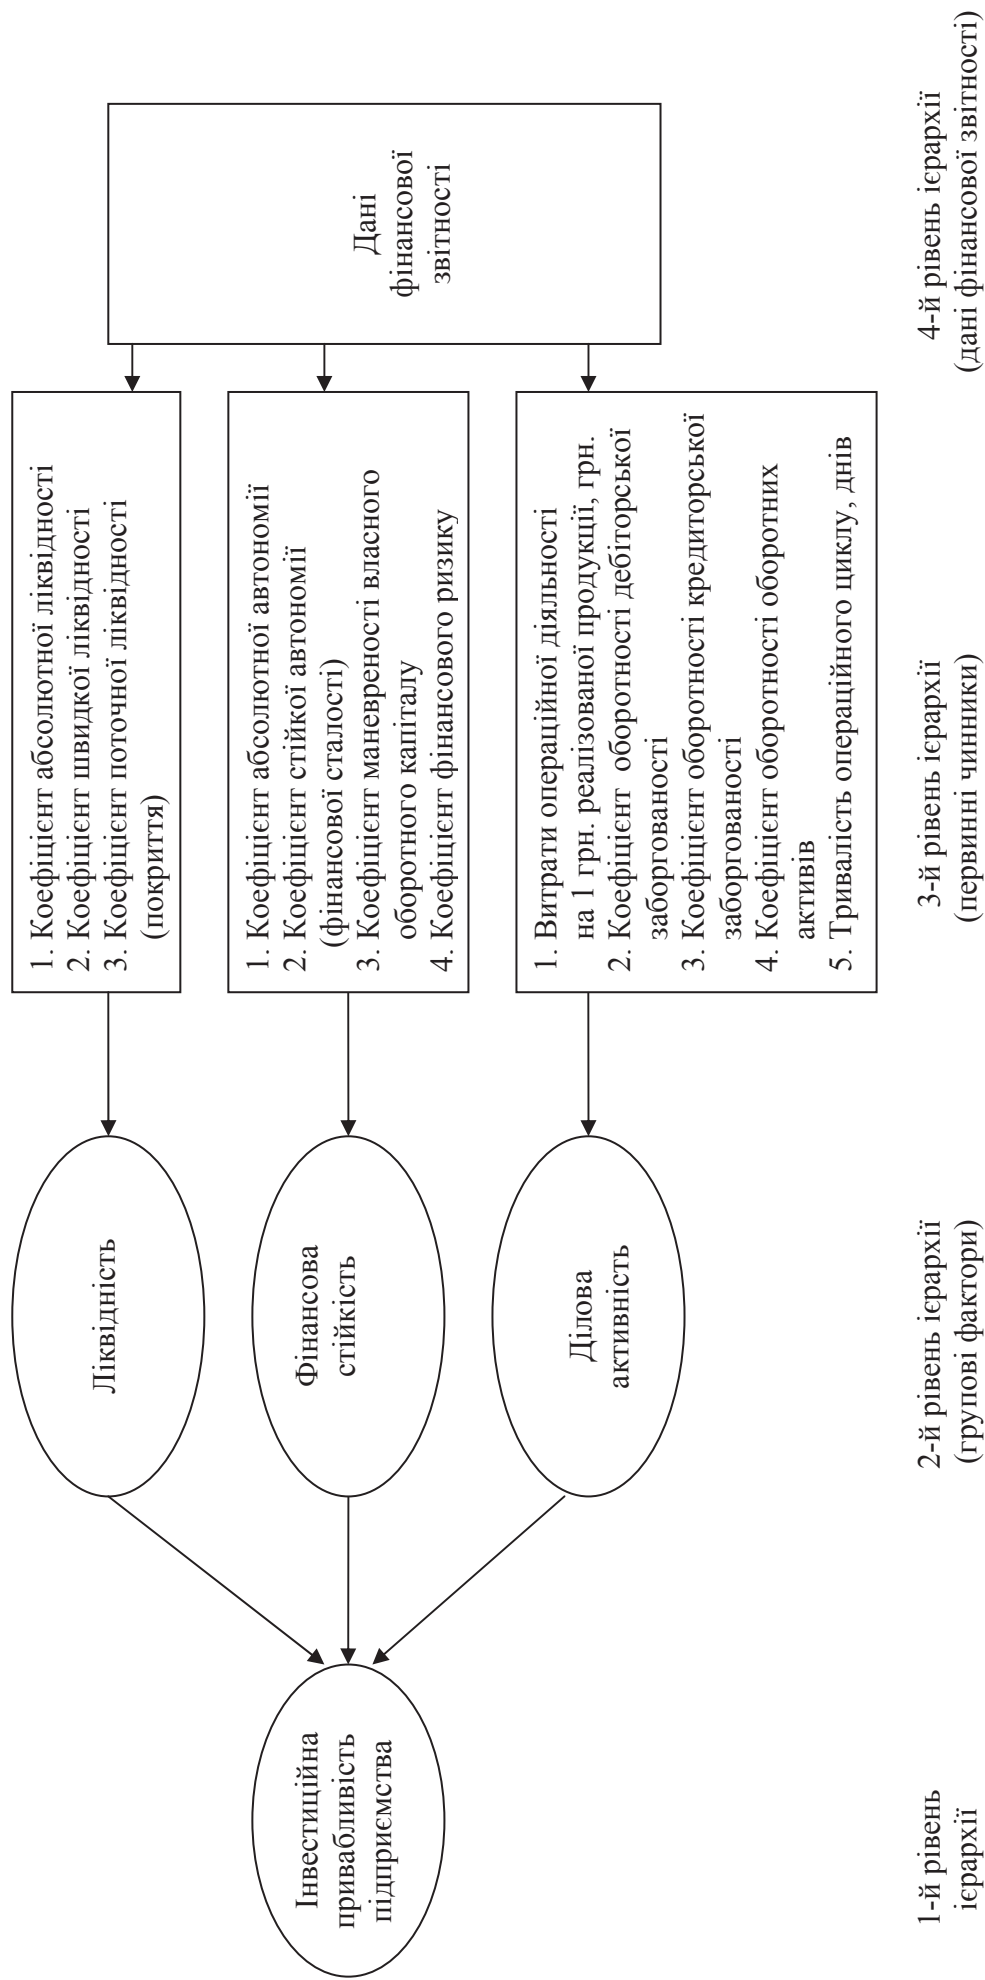 Інвестиційна
привабливість
підприємства
Ліквідність
Фінансова
стійкість
Ділова
активність
1. Коефіцієнт абсолютної ліквідності
2. Коефіцієнт швидкої ліквідності
3. Коефіцієнт поточної ліквідності
(покриття)
1. Коефіцієнт абсолютної автономії
2. Коефіцієнт стійкої автономії
(фінансової сталості)
3. Коефіцієнт маневреності власного
оборотного капіталу
4. Коефіцієнт фінансового ризику
1. Витрати операційної діяльності
на 1 грн. реалізованої продукції, грн.
2. Коефіцієнт оборотності дебіторської
заборгованості
3. Коефіцієнт оборотності кредиторської
заборгованості
4. Коефіцієнт оборотності оборотних
активів
5. Тривалість операційного циклу, днів
Дані
фінансової
звітності
1-й рівень
ієрархії
2-й рівень ієрархії
(групові фактори)
3-й рівень ієрархії
(первинні чинники)
4-й рівень ієрархії
(дані фінансової звітності)